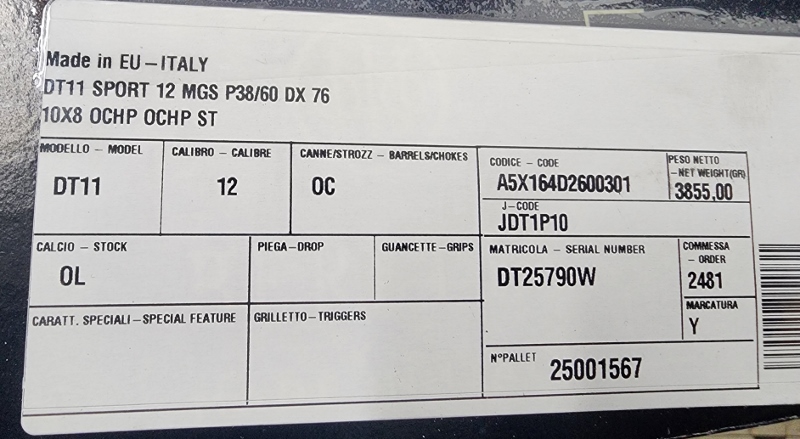 Made in EU – ITALY
DT11 SPORT 12 MGS P38/60 DX 76
10X8 OCHP OCHP ST
MODELLO – MODEL
DT11
CALIBRO – CALIBRE
12
CANNE/STROZZ – BARRELS/CHOKES
OC
CODICE – CODE
A5X164D2600301
PESO NETTO
– NET WEIGHT(GR)
3855,00
J–CODE
JDT1P10
CALCIO – STOCK
OL
PIEGA–DROP
GUANCETTE–GRIPS
MATRICOLA – SERIAL NUMBER
DT25790W
COMMESSA
– ORDER
2481
MARCATURA
Y
CARATT. SPECIALI–SPECIAL FEATURE
GRILLETTO–TRIGGERS
N°PALLET
25001567